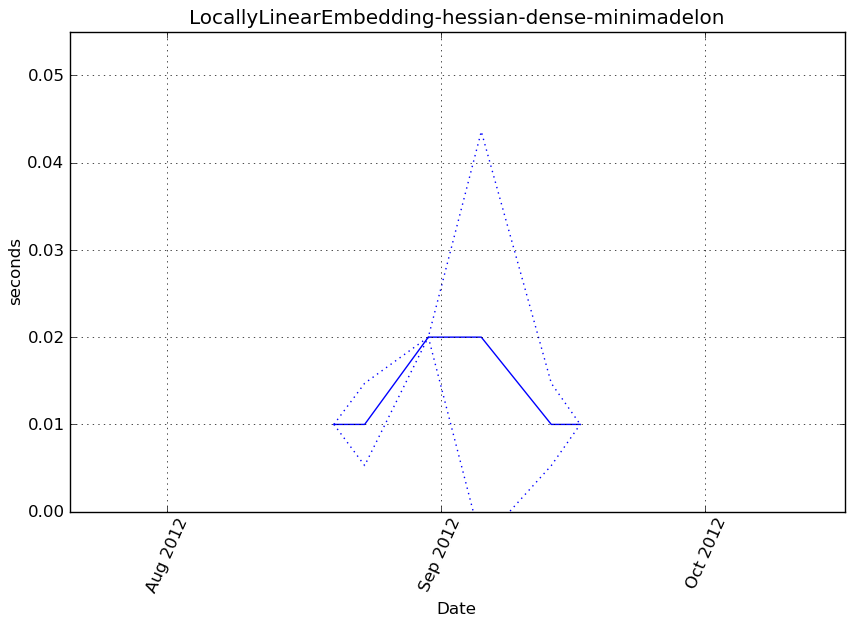 LocallyLinearEmbedding-hessian-dense-minimadelon
0.05
0.04
0.03
0.02
0.01
0.00
seconds
Aug 2012
Sep 2012
Oct 2012
Date